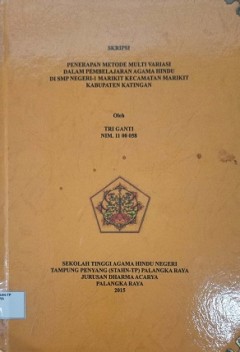 SKRIPSI
PENERAPAN METODE MULTI VARIASI
DALAM PEMBELAJARAN AGAMA HINDU
DI SMP NEGERI-1 MARIKIT KECAMATAN MARIKIT
KABUPATEN KATINGAN
Oleh
TRI GANTI
NIM. 11 00 058
SEKOLAH TINGGI AGAMA HINDU NEGERI
TAMPUNG PENYANG (STAHN-TP) PALANGKA RAYA
JURUSAN DHARMA ACARYA
PALANGKA RAYA
2015